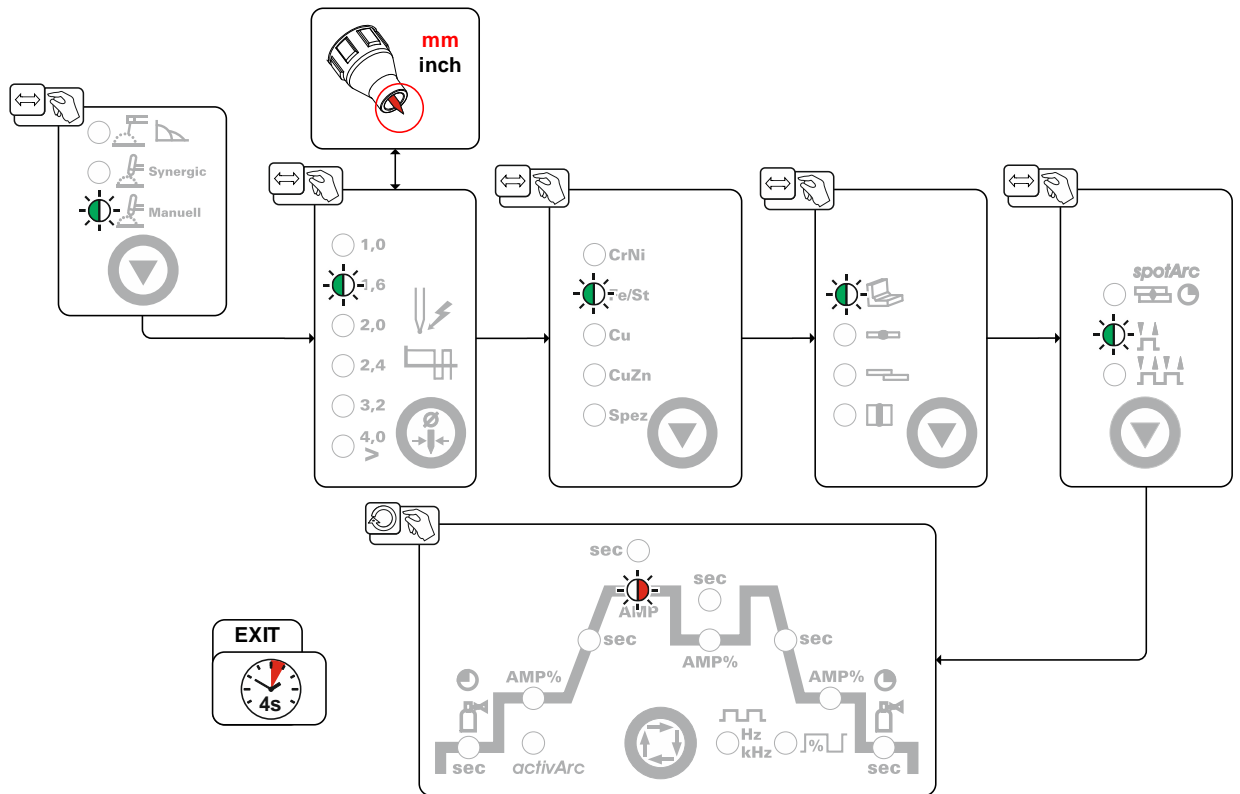 mm
inch
Synergic
Manuell
1,0
1,6
2,0
2,4
3,2
4,0
>
Ø
CrNi
Fe/St
Cu
CuZn
Spez
spotArc
sec
AMP
sec
sec
AMP%
sec
AMP%
AMP%
sec
activArc
Hz
kHz
%
sec
EXIT
4s